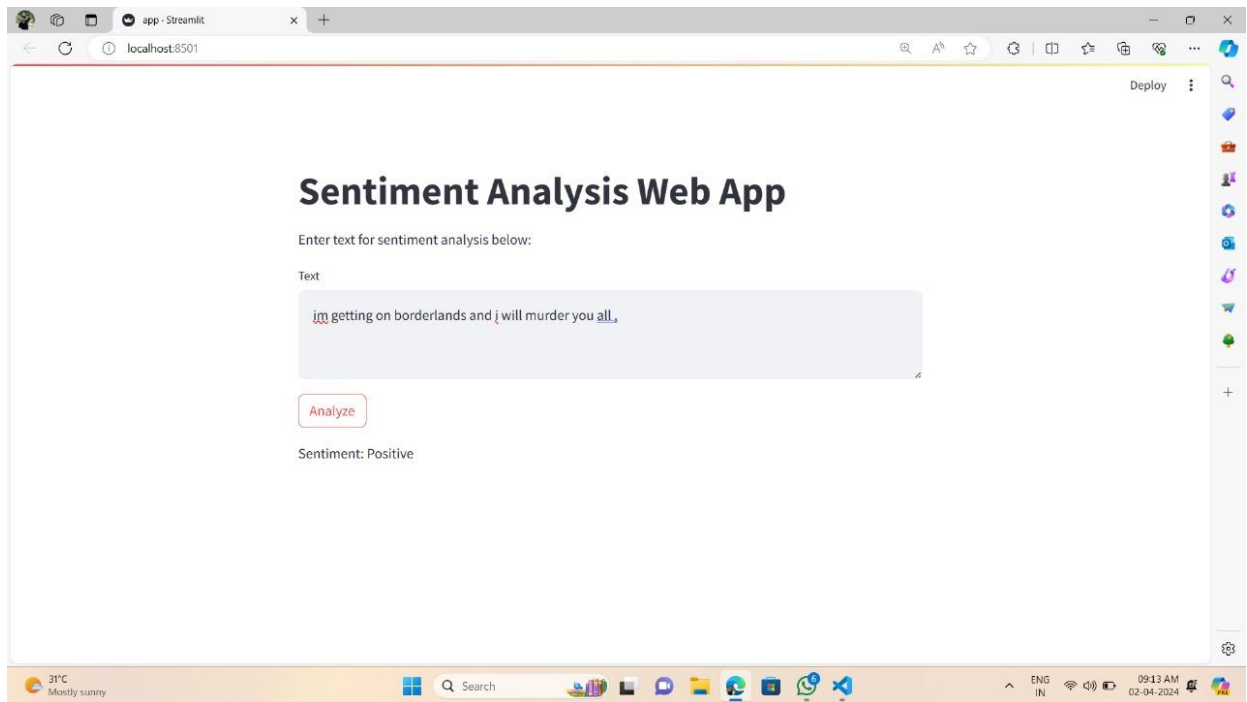 app - Streamlit
localhost:8501
Deploy
Sentiment Analysis Web App
Enter text for sentiment analysis below:
Text
im getting on borderlands and i will murder you all ,
Analyze
Sentiment: Positive
31°C
Mostly sunny
Search
6
ENG
IN
09:13 AM
02-04-2024
PRE